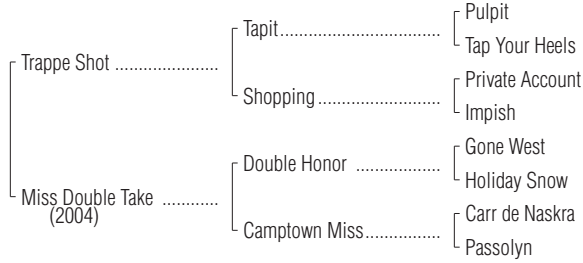 Pulpit
Tapit
Tap Your Heels
Trappe Shot
Private Account
Shopping
Impish
Gone West
Double Honor
Holiday Snow
Miss Double Take
(2004)
Carr de Naskra
Camptown Miss
Passolyn